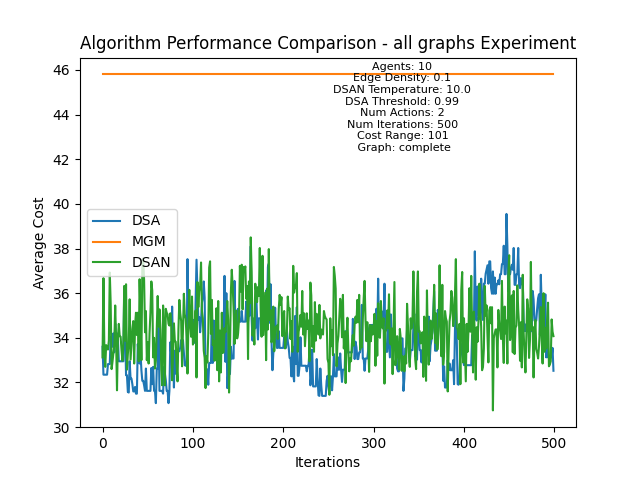 Algorithm Performance Comparison - all graphs Experiment
46
44
42
40
38
36
34
32
30
Average Cost
Agents: 10
Edge Density: 0.1
DSAN Temperature: 10.0
DSA Threshold: 0.99
Num Actions: 2
Num Iterations: 500
Cost Range: 101
Graph: complete
DSA
MGM
DSAN
0 100 200 300 400 500
Iterations